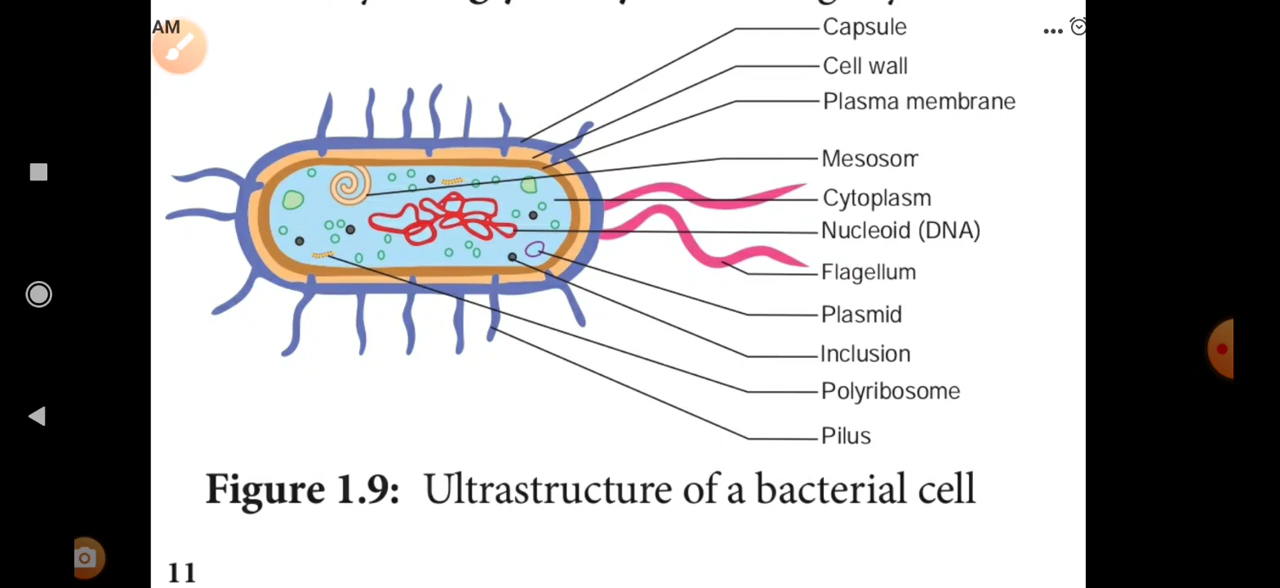 AM
Capsule
Cell wall
Plasma membrane
Mesosom
Cytoplasm
Nucleoid (DNA)
Flagellum
Plasmid
Inclusion
Polyribosome
Pilus
Figure 1.9: Ultrastructure of a bacterial cell
11